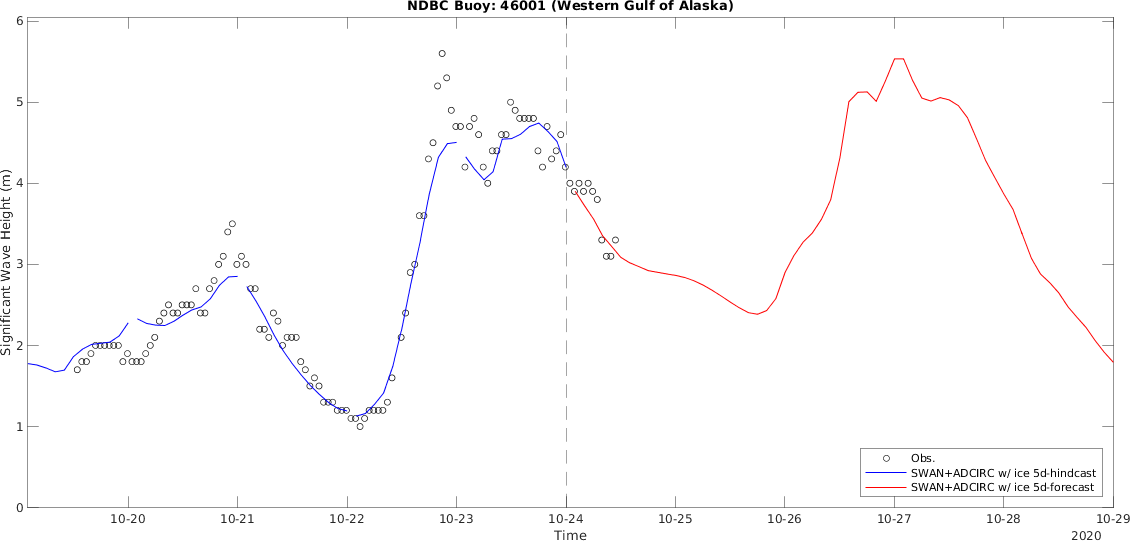 NDBC Buoy: 46001 (Western Gulf of Alaska)
6
5
4
3
2
1
0
Significant Wave Height (m)
10-20 10-21 10-22 10-23 10-24 10-25 10-26 10-27 10-28 10-29
Time
2020
Obs.
SWAN+ADCIRC w/ ice 5d-hindcast
SWAN+ADCIRC w/ ice 5d-forecast